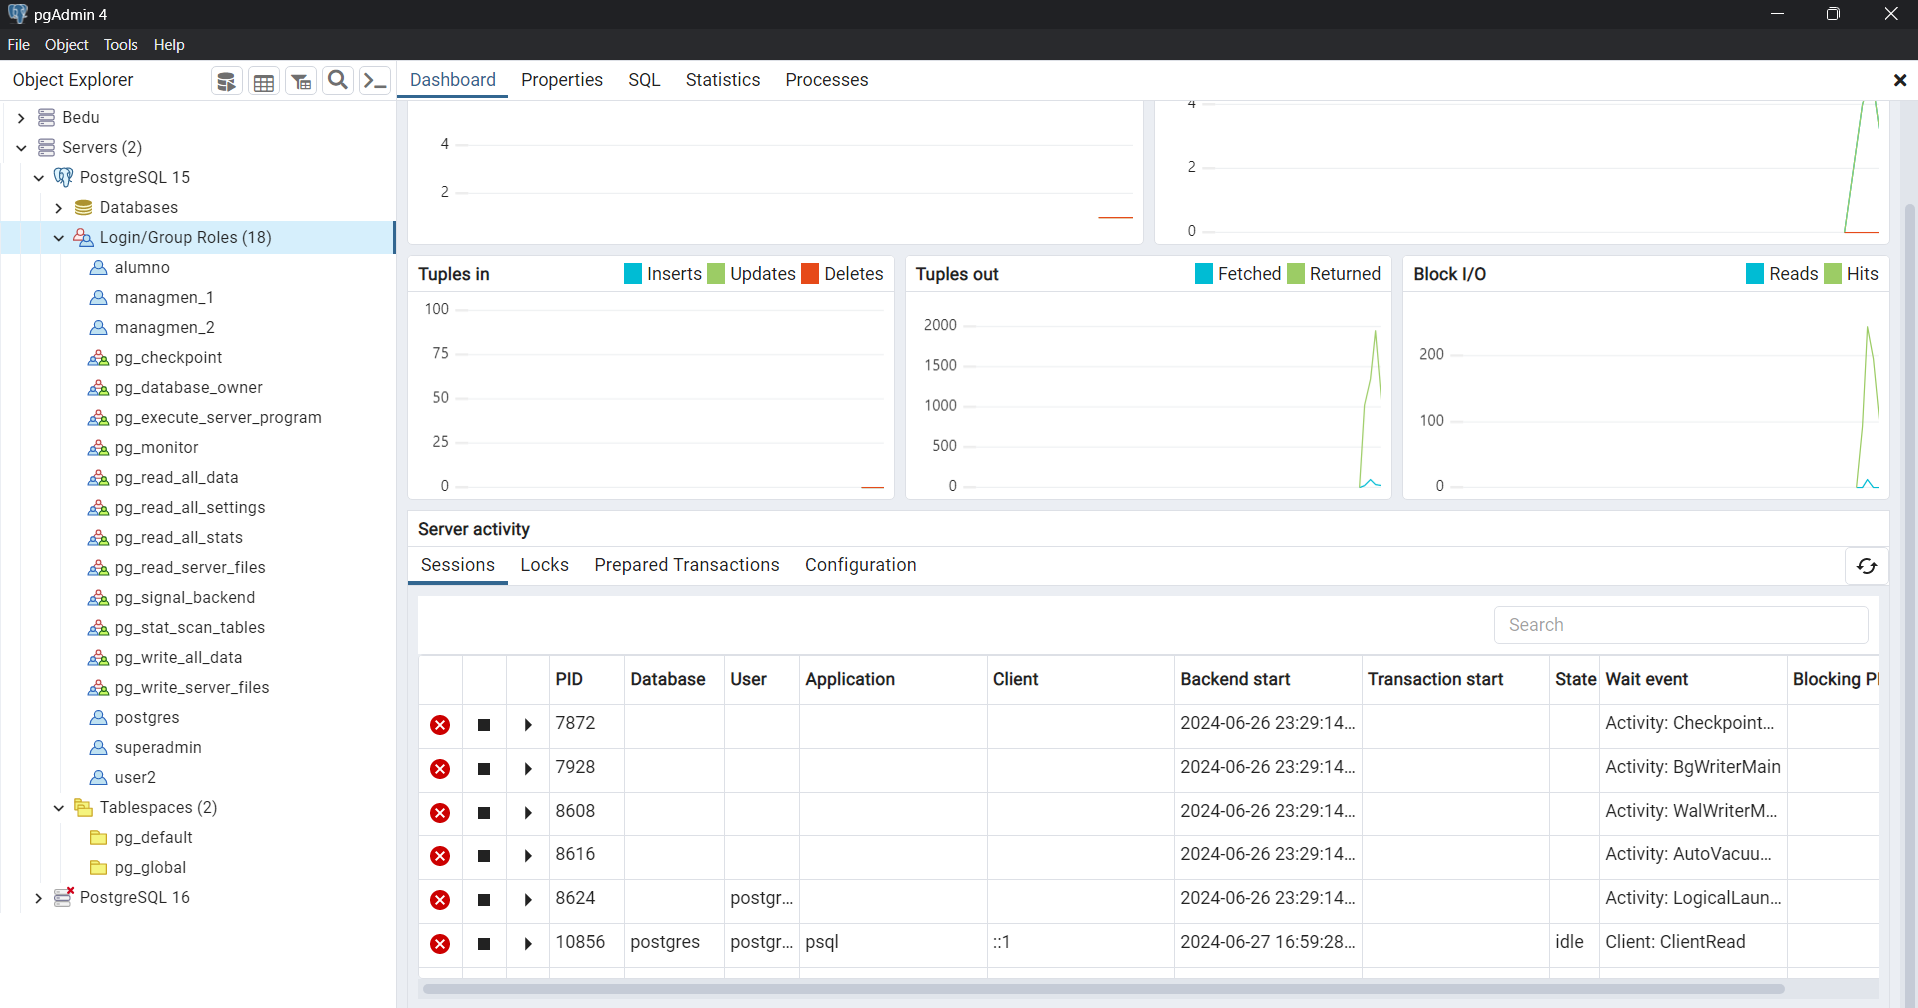 pgAdmin 4
File Object Tools Help
Object Explorer
Dashboard Properties SQL Statistics Processes
Bedu
Servers (2)
PostgreSQL 15
Databases
Login/Group Roles (18)
alumno
managmen_1
managmen_2
pg_checkpoint
pg_database_owner
pg_execute_server_program
pg_monitor
pg_read_all_data
pg_read_all_settings
pg_read_all_stats
pg_read_server_files
pg_signal_backend
pg_stat_scan_tables
pg_write_all_data
pg_write_server_files
postgres
superadmin
user2
Tablespaces (2)
pg_default
pg_global
PostgreSQL 16
4
2
4
2
0
Tuples in Inserts Updates Deletes
100
75
50
25
0
Tuples out Fetched Returned
2000
1500
1000
500
0
Block I/O Reads Hits
200
100
0
Server activity
Sessions Locks Prepared Transactions Configuration
Search
PID Database User Application Client Backend start Transaction start State Wait event Blocking PI
7872 2024-06-26 23:29:14... Activity: Checkpoint...
7928 2024-06-26 23:29:14... Activity: BgWriterMain
8608 2024-06-26 23:29:14... Activity: WalWriterM...
8616 2024-06-26 23:29:14... Activity: AutoVacuu...
8624 postgr... 2024-06-26 23:29:14... Activity: LogicalLaun...
10856 postgres postgr... psql ::1 2024-06-27 16:59:28... idle Client: ClientRead